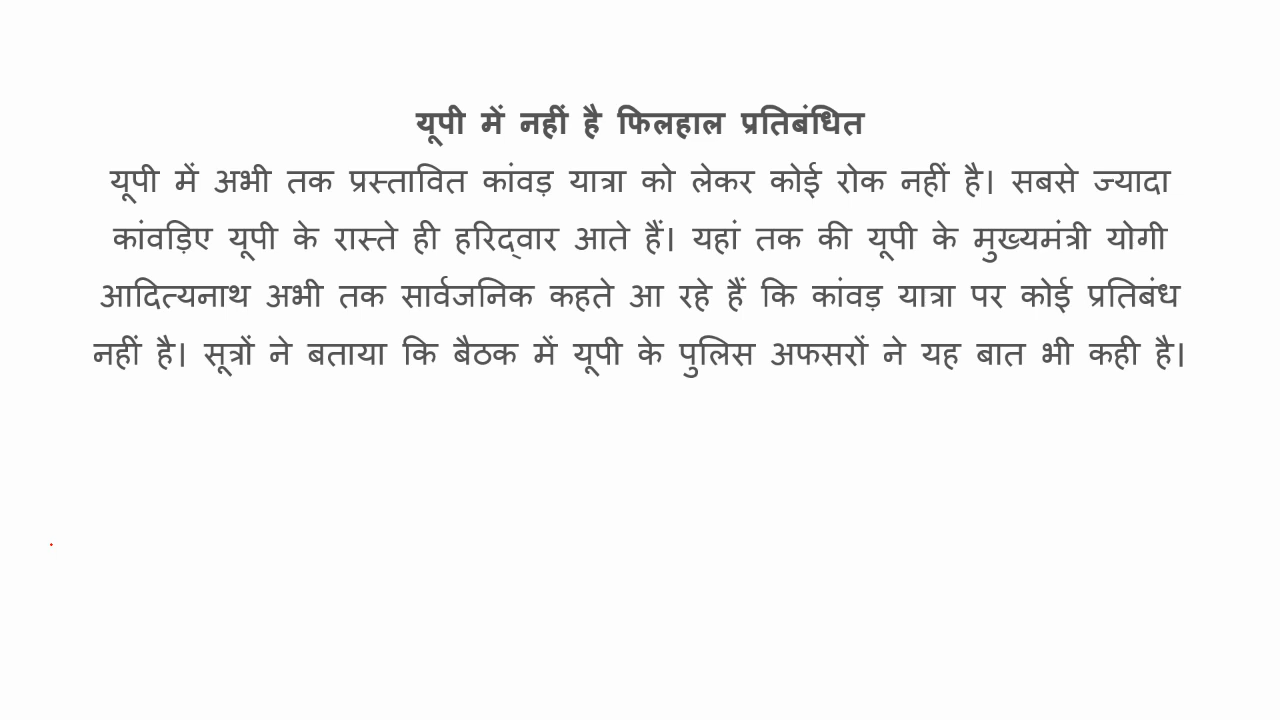 यूपी में नहीं है फिलहाल प्रतिबंधित
यूपी में अभी तक प्रस्तावित कांवड़ यात्रा को लेकर कोई रोक नहीं है। सबसे ज्यादा
कांवड़िए यूपी के रास्ते ही हरिद्वार आते हैं। यहां तक की यूपी के मुख्यमंत्री योगी
आदित्यनाथ अभी तक सार्वजनिक कहते आ रहे हैं कि कांवड़ यात्रा पर कोई प्रतिबंध
नहीं है। सूत्रों ने बताया कि बैठक में यूपी के पुलिस अफसरों ने यह बात भी कही है।